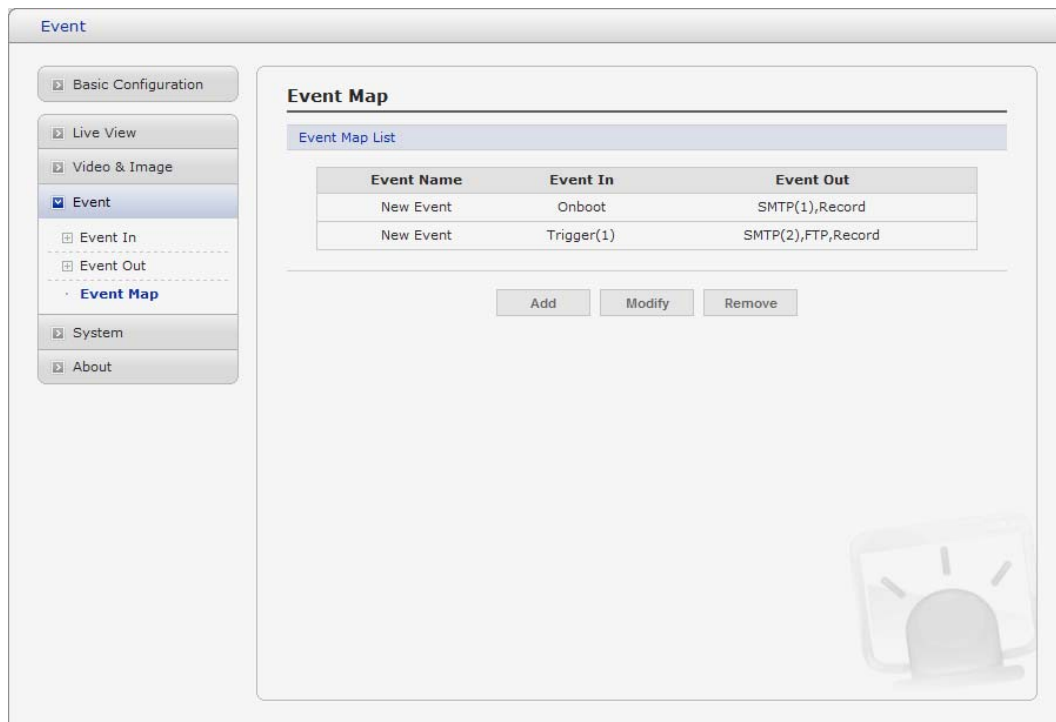 Event
Basic Configuration
Live View
Video & Image
Event
Event In
Event Out
Event Map
System
About
Event Map
Event Map List
Event Name Event In Event Out
New Event Onboot SMTP(1),Record
New Event Trigger(1) SMTP(2),FTP,Record
Add Modify Remove